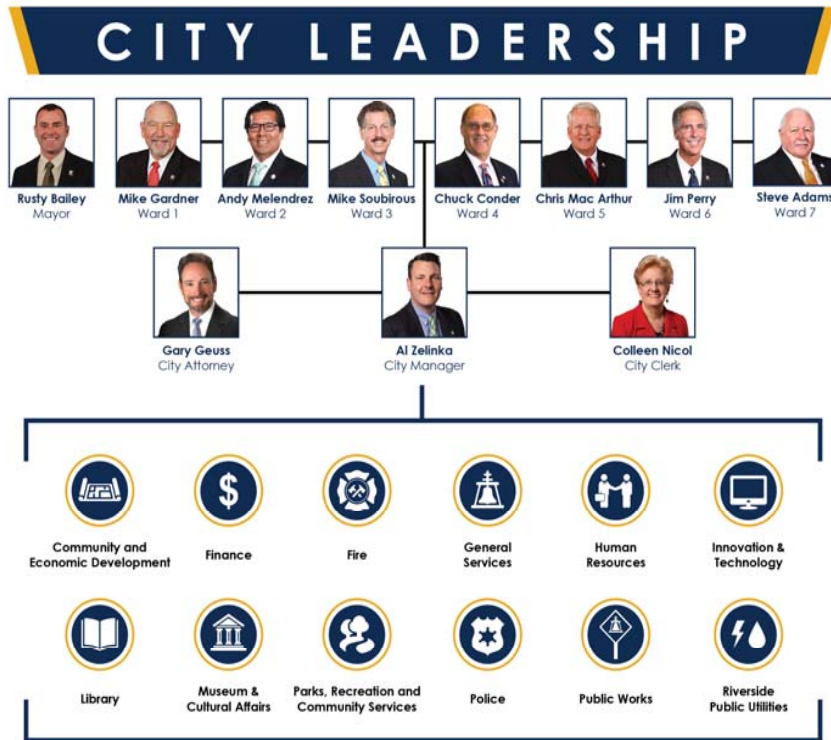 CITY LEADERSHIP
Rusty Bailey
Mayor
Mike Gardner
Ward 1
Andy Melendrez
Ward 2
Mike Soubirous
Ward 3
Chuck Conder
Ward 4
Chris Mac Arthur
Ward 5
Jim Perry
Ward 6
Steve Adams
Ward 7
Gary Geuss
City Attorney
Al Zelinka
City Manager
Colleen Nicol
City Clerk
Community and
Economic Development
$
Finance
Fire
General
Services
Human
Resources
Innovation &
Technology
Library
Museum &
Cultural Affairs
Parks, Recreation and
Community Services
Police
Public Works
Riverside
Public Utilities